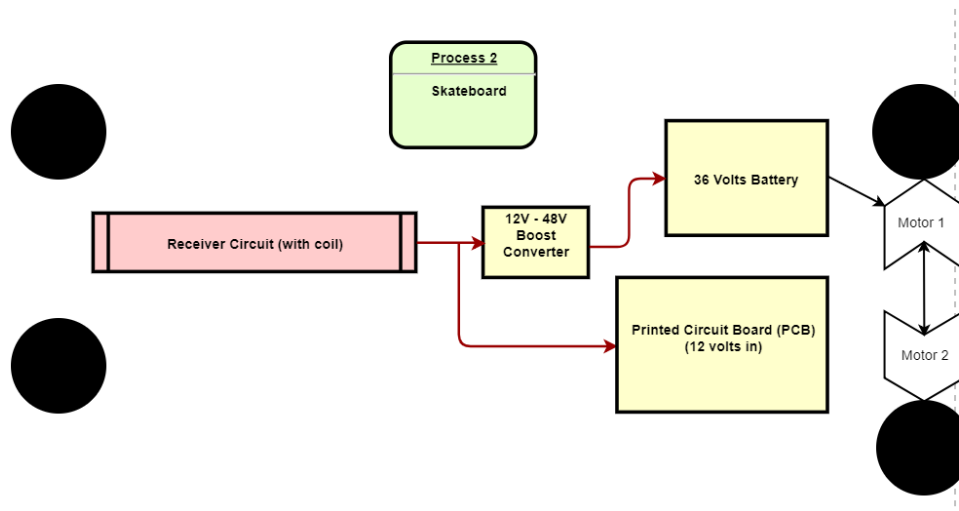 Process 2
Skateboard
36 Volts Battery
12V - 48V
Boost
Converter
Receiver Circuit (with coil)
Motor 1
Printed Circuit Board (PCB)
(12 volts in)
Motor 2